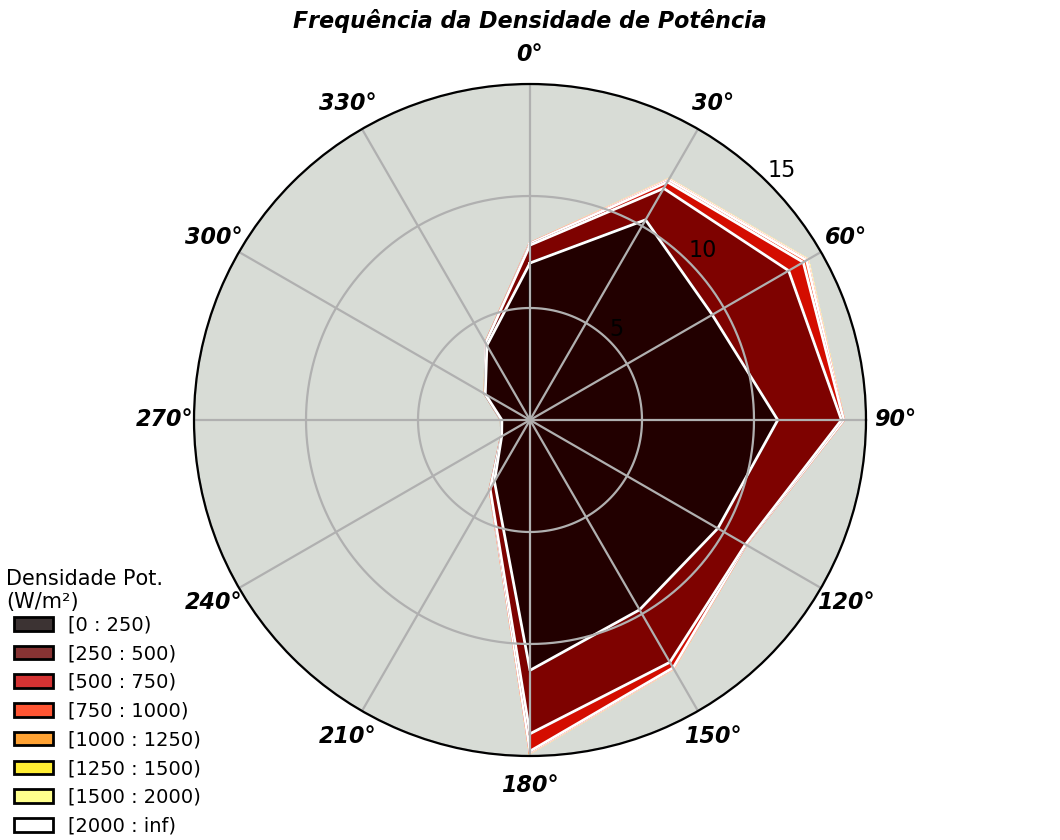 Frequência da Densidade de Potência
0°
330°
30°
15
300°
60°
10
5
270°
90°
Densidade Pot.
(W/m²)
240°
120°
[0 : 250)
[250 : 500)
[500 : 750)
[750 : 1000)
210°
150°
[1000 : 1250)
[1250 : 1500)
180°
[1500 : 2000)
[2000 : inf)